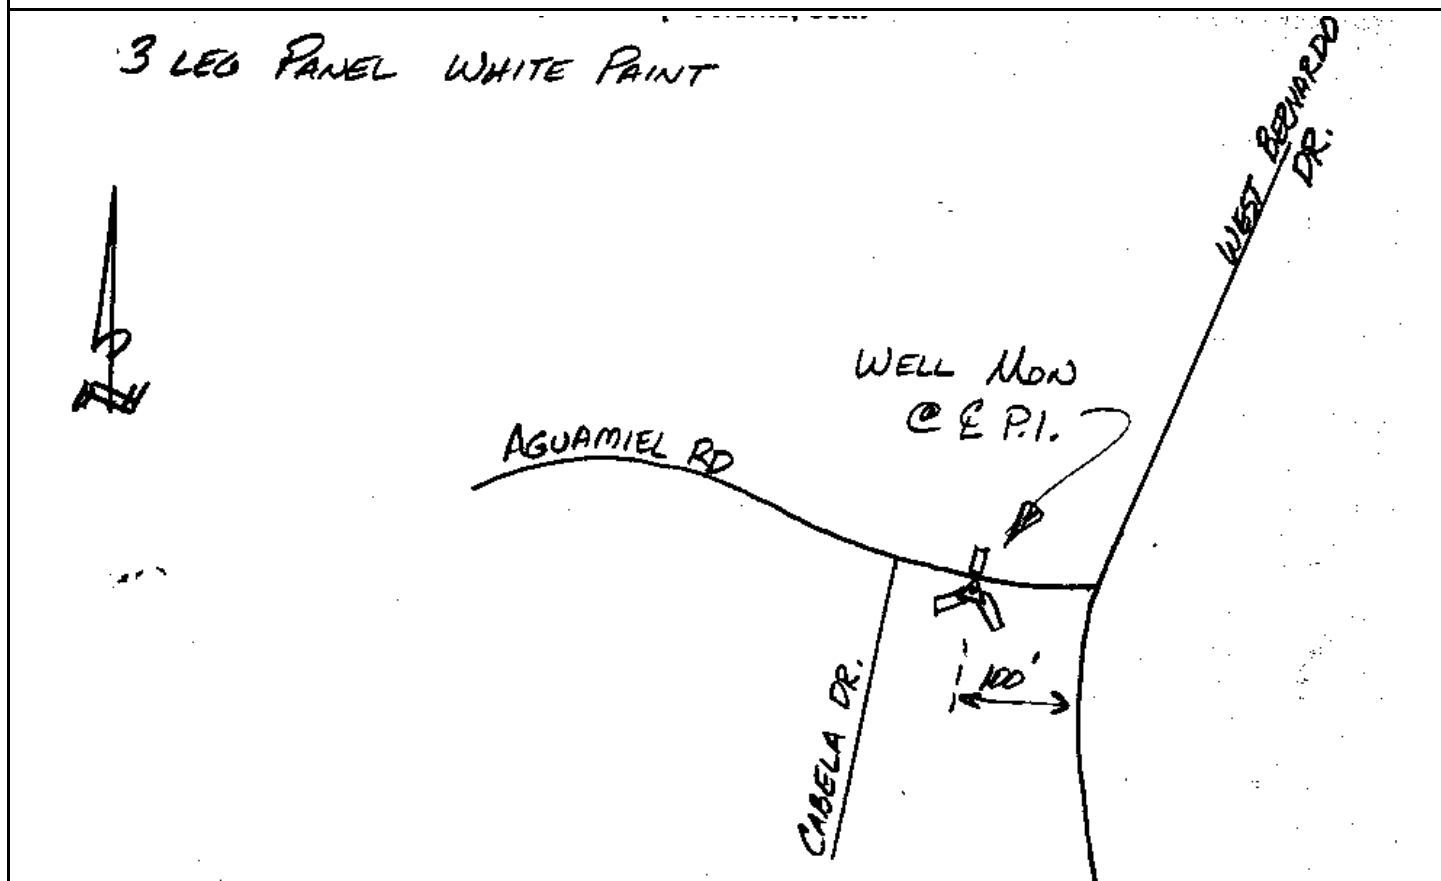 3 LEG PANEL WHITE PAINT
WEST BERNARDO
DR.
WELL MON
@ ℄ P.I.
AGUAMIEL RD
100'
CABELA DR.